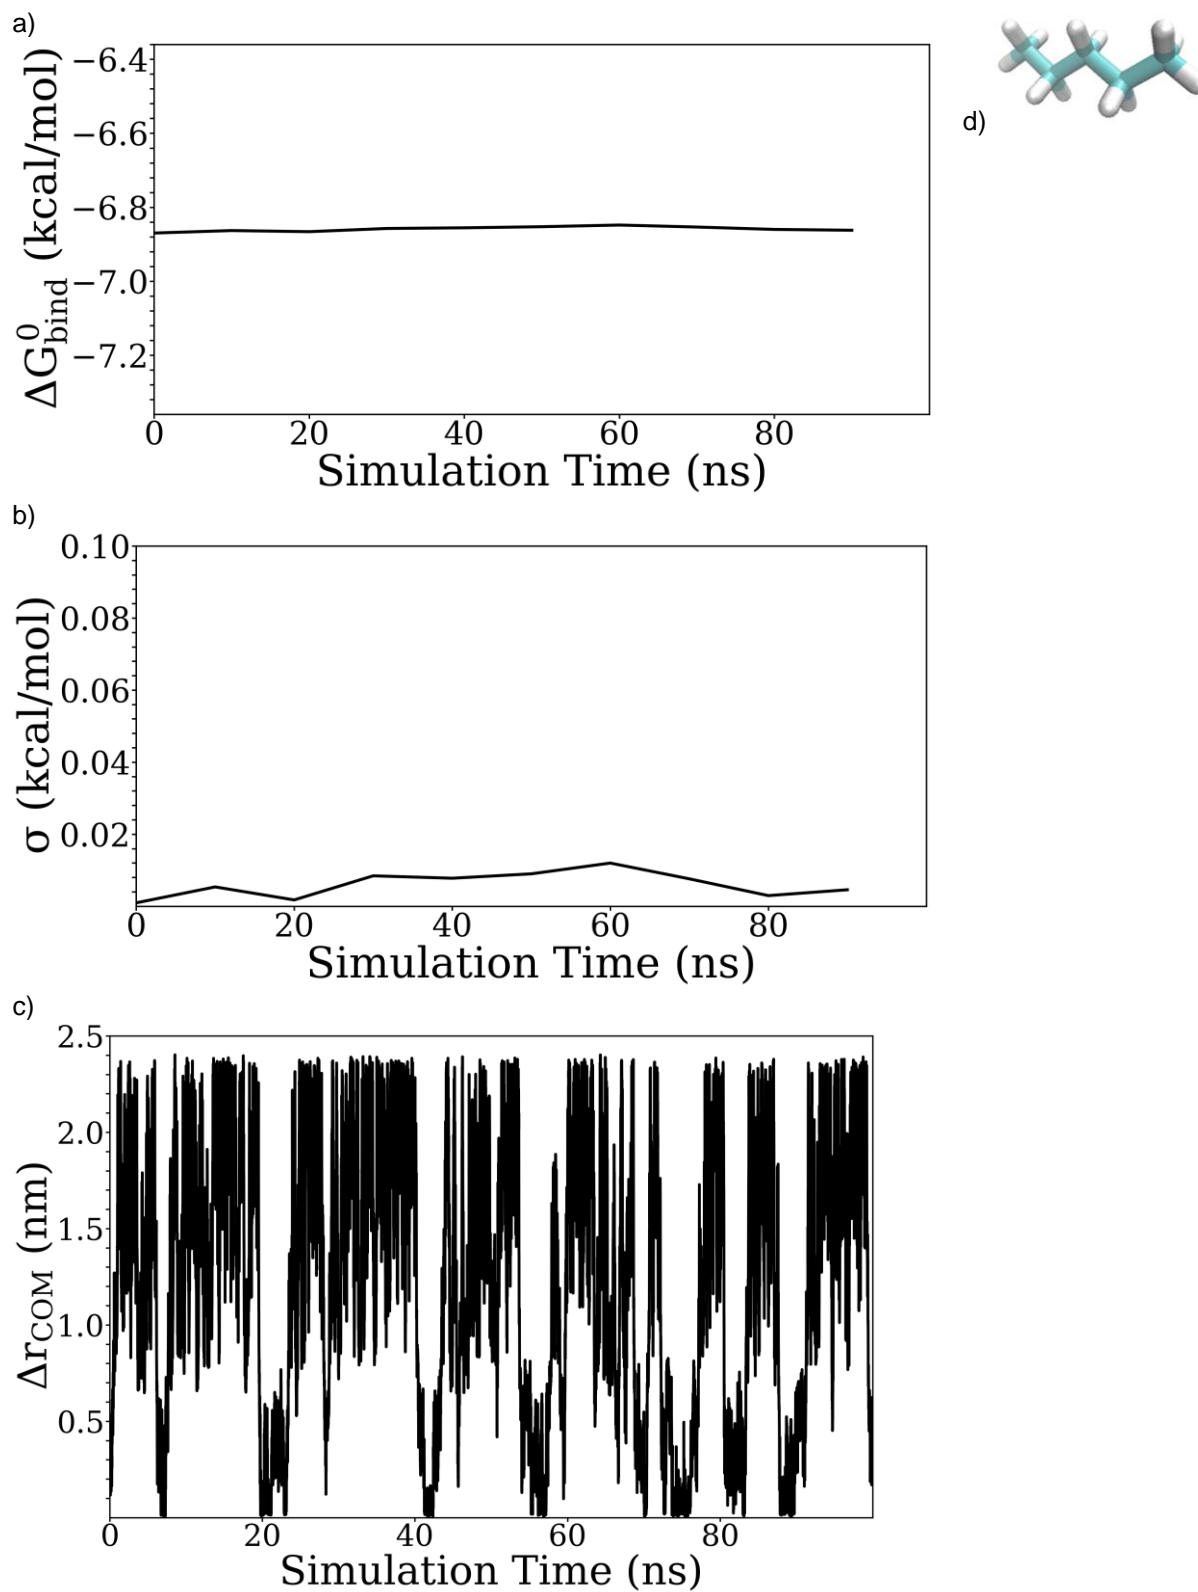 a)
d)
ΔG⁰bind (kcal/mol)
−6.4
−6.6
−6.8
−7.0
−7.2
0 20 40 60 80
Simulation Time (ns)
b)
σ (kcal/mol)
0.10
0.08
0.06
0.04
0.02
0 20 40 60 80
Simulation Time (ns)
c)
ΔrCOM (nm)
2.5
2.0
1.5
1.0
0.5
0 20 40 60 80
Simulation Time (ns)